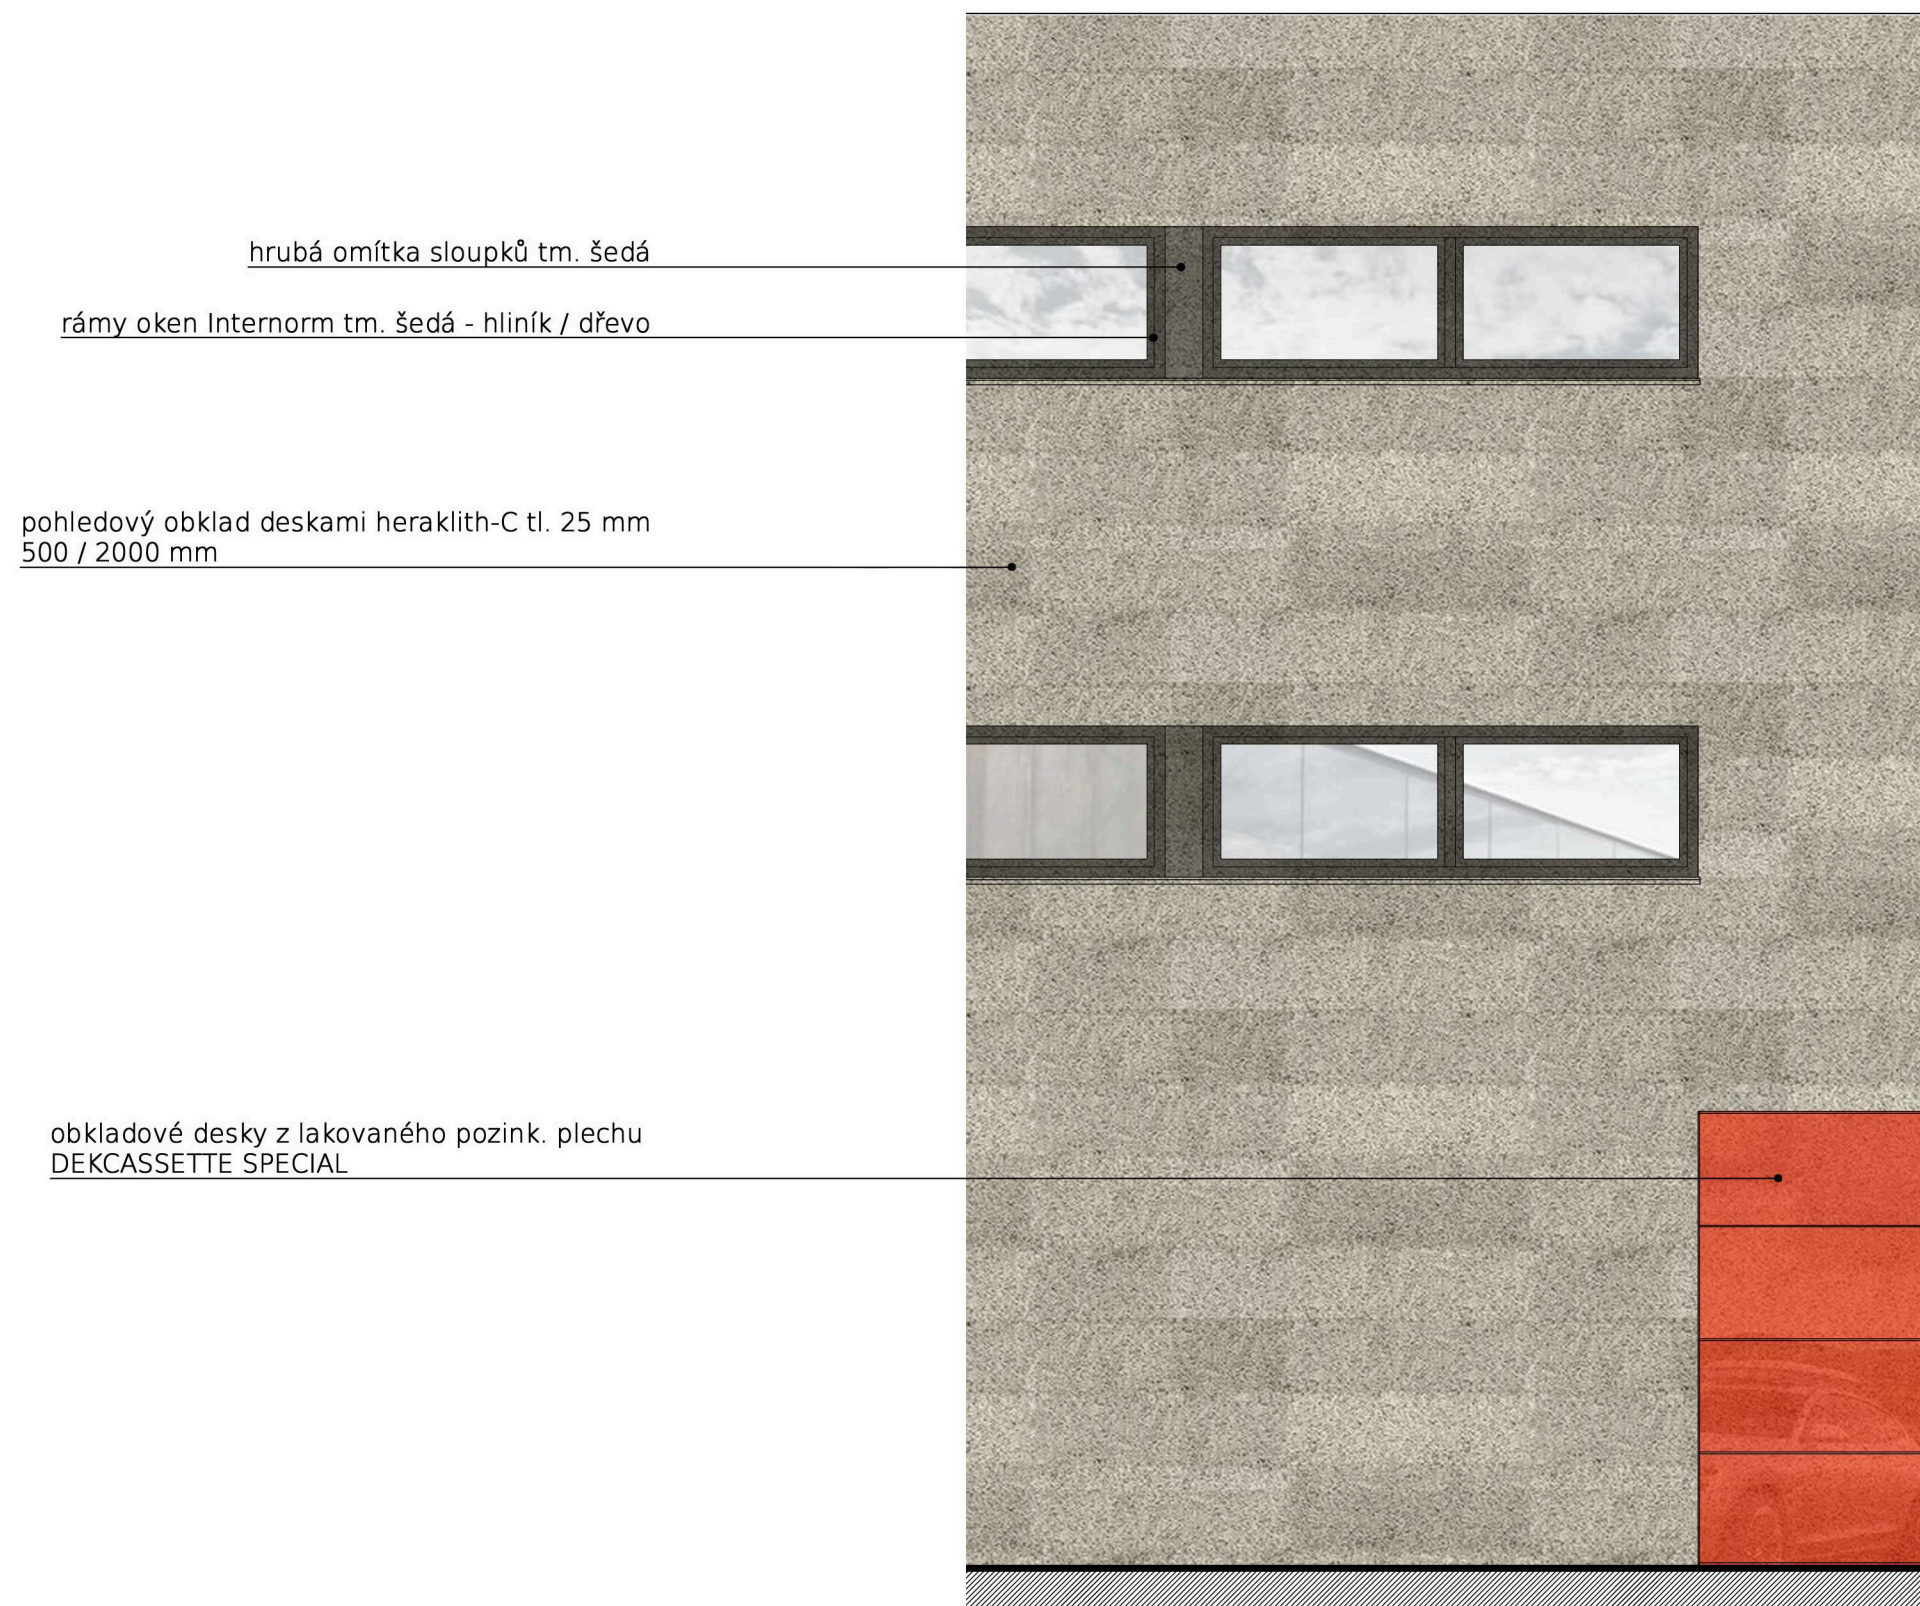 hrubá omítka sloupků tm. šedá
rámy oken Internorm tm. šedá - hliník / dřevo
pohledový obklad deskami heraklith-C tl. 25 mm
500 / 2000 mm
obkladové desky z lakovaného pozink. plechu
DEKCASSETTE SPECIAL